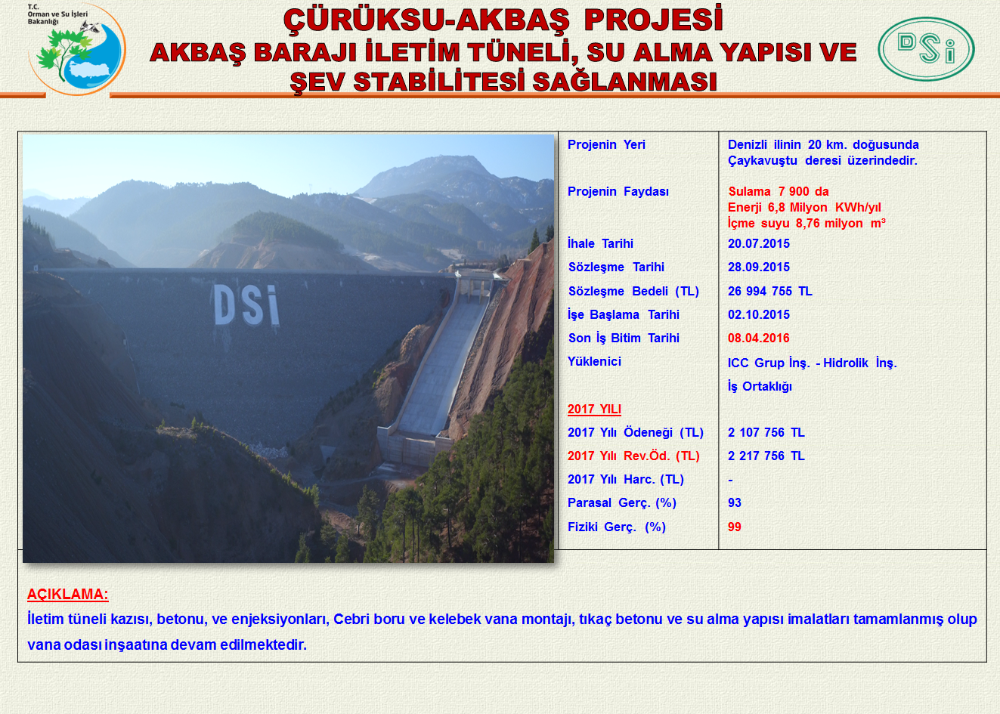 T.C.
Orman ve Su İşleri
Bakanlığı
ÇÜRÜKSU-AKBAŞ PROJESİ
AKBAŞ BARAJI İLETİM TÜNELİ, SU ALMA YAPISI VE
ŞEV STABİLİTESİ SAĞLANMASI
DSİ
DSİ
Projenin Yeri
Denizli ilinin 20 km. doğusunda
Çaykavuştu deresi üzerindedir.
Projenin Faydası
Sulama 7 900 da
Enerji 6,8 Milyon KWh/yıl
İçme suyu 8,76 milyon m³
İhale Tarihi 20.07.2015
Sözleşme Tarihi 28.09.2015
Sözleşme Bedeli (TL) 26 994 755 TL
İşe Başlama Tarihi 02.10.2015
Son İş Bitim Tarihi 08.04.2016
Yüklenici ICC Grup İnş. - Hidrolik İnş.
İş Ortaklığı
2017 YILI
2017 Yılı Ödeneği (TL) 2 107 756 TL
2017 Yılı Rev.Öd. (TL) 2 217 756 TL
2017 Yılı Harc. (TL) -
Parasal Gerç. (%) 93
Fiziki Gerç. (%) 99
AÇIKLAMA:
İletim tüneli kazısı, betonu, ve enjeksiyonları, Cebri boru ve kelebek vana montajı, tıkaç betonu ve su alma yapısı imalatları tamamlanmış olup
vana odası inşaatına devam edilmektedir.